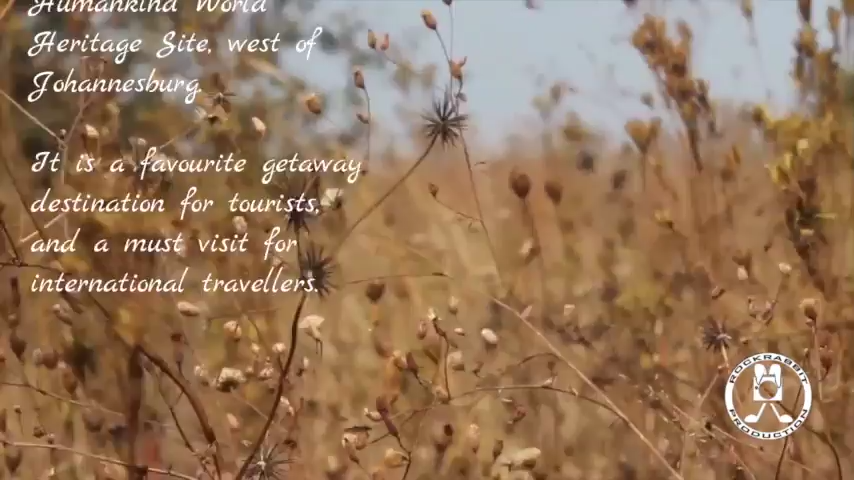 Humankind World
Heritage Site, west of
Johannesburg.
It is a favourite getaway
destination for tourists,
and a must visit for
international travellers.
ROCKRABBIT
PRODUCTION